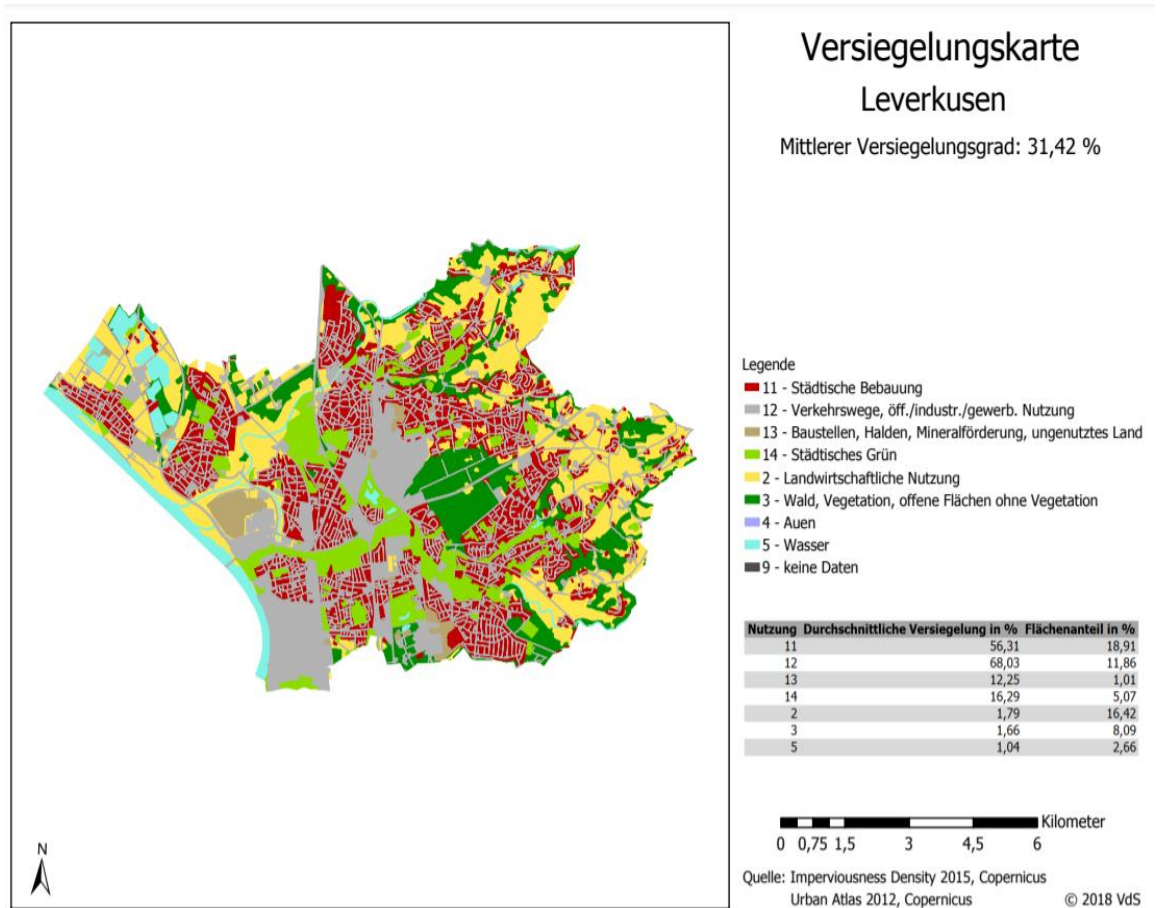 Versiegelungskarte
Leverkusen
Mittlerer Versiegelungsgrad: 31,42 %
Legende
11 - Städtische Bebauung
12 - Verkehrswege, öff./industr./gewerb. Nutzung
13 - Baustellen, Halden, Mineralförderung, ungenutztes Land
14 - Städtisches Grün
2 - Landwirtschaftliche Nutzung
3 - Wald, Vegetation, offene Flächen ohne Vegetation
4 - Auen
5 - Wasser
9 - keine Daten
Nutzung Durchschnittliche Versiegelung in % Flächenanteil in %
11 56,31 18,91
12 68,03 11,86
13 12,25 1,01
14 16,29 5,07
2 1,79 16,42
3 1,66 8,09
5 1,04 2,66
Kilometer
0 0,75 1,5 3 4,5 6
N
Quelle: Imperviousness Density 2015, Copernicus
Urban Atlas 2012, Copernicus © 2018 VdS